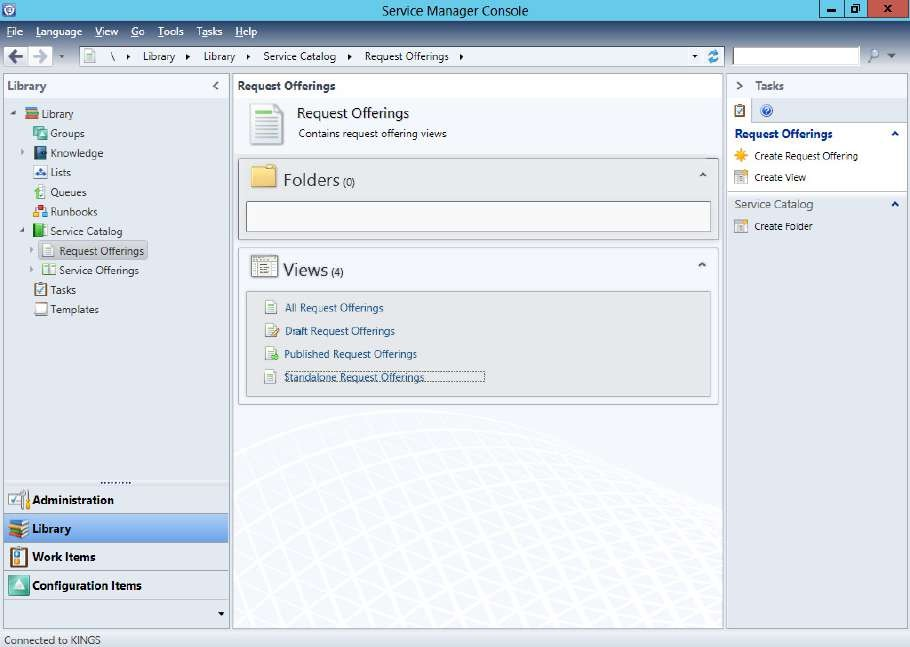 Service Manager Console
File Language View Go Tools Tasks Help
\ Library Library Service Catalog Request Offerings
Library
Library
Groups
Knowledge
Lists
Queues
Runbooks
Service Catalog
Request Offerings
Service Offerings
Tasks
Templates
Administration
Library
Work Items
Configuration Items
Request Offerings
Request Offerings
Contains request offering views
Folders (0)
Views (4)
All Request Offerings
Draft Request Offerings
Published Request Offerings
Standalone Request Offerings
Tasks
Request Offerings
Create Request Offering
Create View
Service Catalog
Create Folder
Connected to KINGS